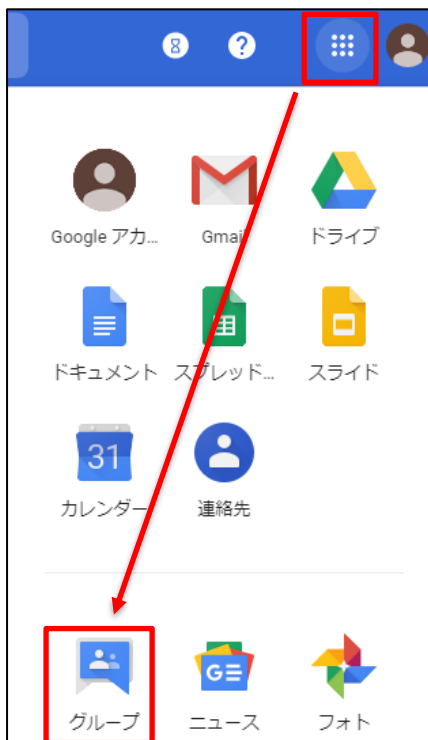 ?
Google アカ...
Gmail
ドライブ
ドキュメント
スプレッド...
スライド
31
カレンダー
連絡先
GE
グループ
ニュース
フォト